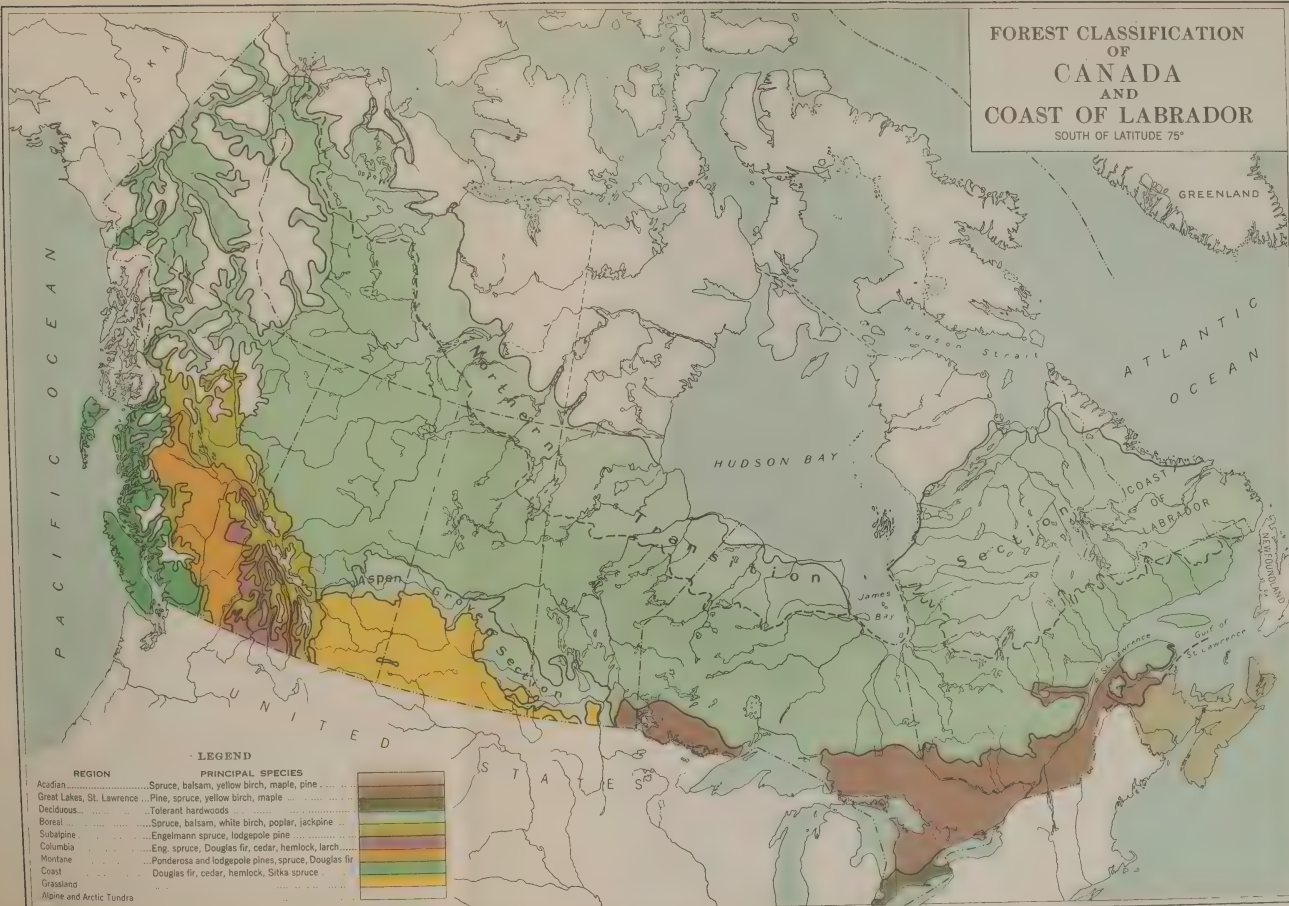 FOREST CLASSIFICATION
OF
CANADA
AND
COAST OF LABRADOR
SOUTH OF LATITUDE 75°
ALASKA
GREENLAND
PACIFIC OCEAN
ATLANTIC
OCEAN
Hudson Strait
HUDSON BAY
Northern
Transition
Section
COAST
OF
LABRADOR
NEWFOUNDLAND
James
Bay
Aspen
Grove
Section
Gulf of
St. Lawrence
R. St. Lawrence
UNITED
STATES
LEGEND
REGION PRINCIPAL SPECIES
Acadian Spruce, balsam, yellow birch, maple, pine
Great Lakes, St. Lawrence Pine, spruce, yellow birch, maple
Deciduous Tolerant hardwoods
Boreal Spruce, balsam, white birch, poplar, jackpine
Subalpine Engelmann spruce, lodgepole pine
Columbia Eng. spruce, Douglas fir, cedar, hemlock, larch
Montane Ponderosa and lodgepole pines, spruce, Douglas fir
Coast Douglas fir, cedar, hemlock, Sitka spruce
Grassland
Alpine and Arctic Tundra